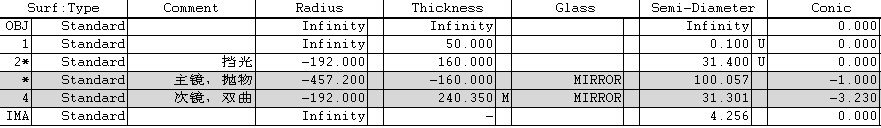 Surf:Type Comment Radius Thickness Glass Semi-Diameter Conic
OBJ Standard Infinity Infinity Infinity 0.000
1 Standard Infinity 50.000 0.100 U 0.000
2* Standard 挡光 -192.000 160.000 31.400 U 0.000
* Standard 主镜，抛物 -457.200 -160.000 MIRROR 100.057 -1.000
4 Standard 次镜，双曲 -192.000 240.350 M MIRROR 31.301 -3.230
IMA Standard Infinity - 4.256 0.000